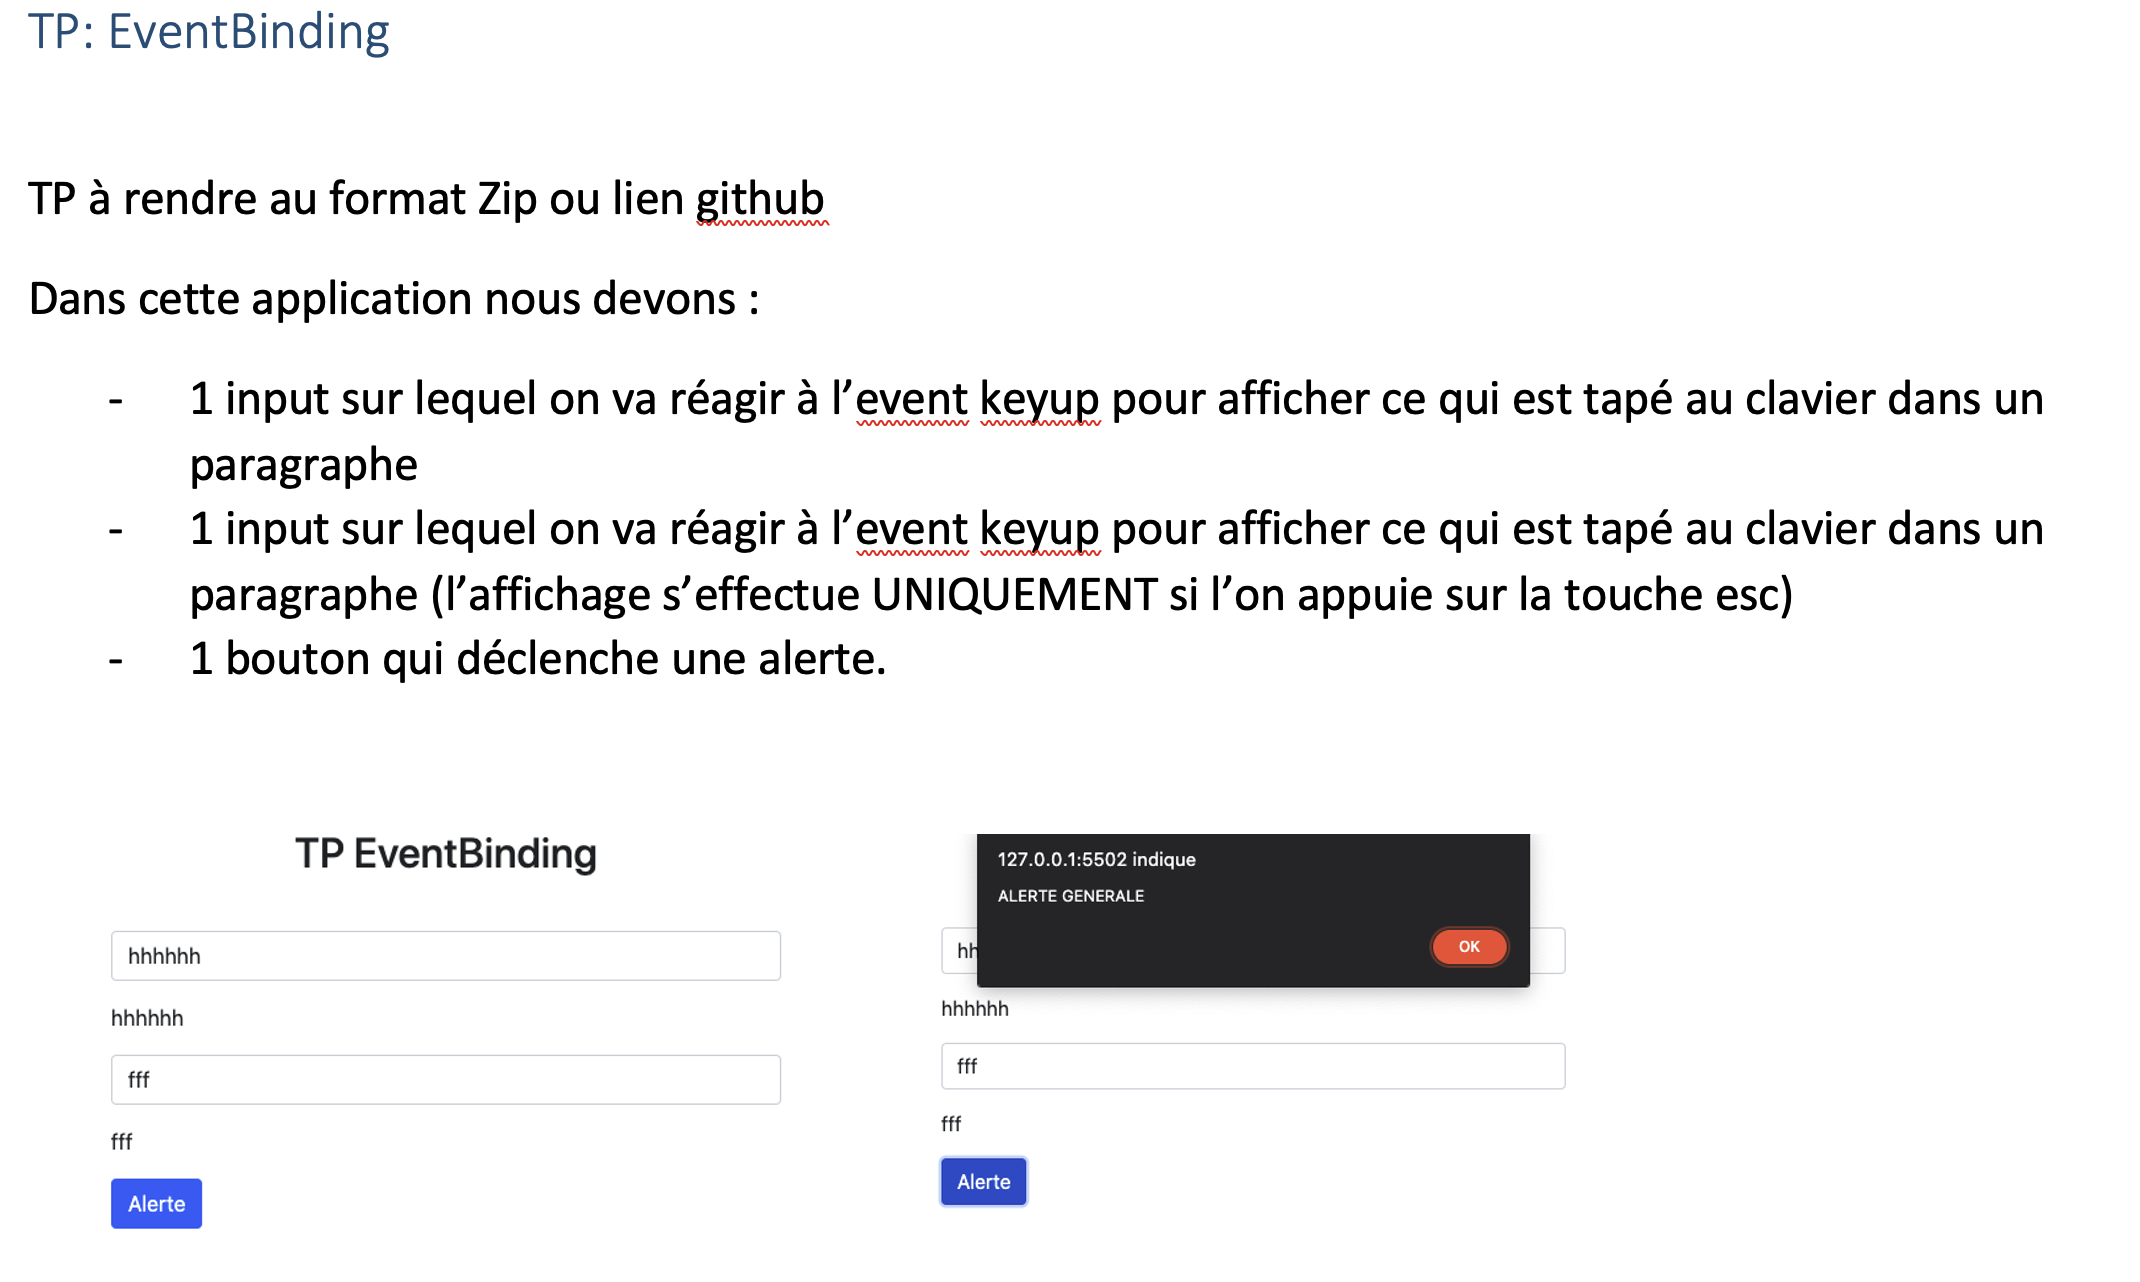 TP: EventBinding
TP à rendre au format Zip ou lien github
Dans cette application nous devons :
- 1 input sur lequel on va réagir à l’event keyup pour afficher ce qui est tapé au clavier dans un
paragraphe
- 1 input sur lequel on va réagir à l’event keyup pour afficher ce qui est tapé au clavier dans un
paragraphe (l’affichage s’effectue UNIQUEMENT si l’on appuie sur la touche esc)
- 1 bouton qui déclenche une alerte.
TP EventBinding
hhhhhh
hhhhhh
fff
fff
Alerte
127.0.0.1:5502 indique
ALERTE GENERALE
OK
hh
hhhhhh
fff
fff
Alerte